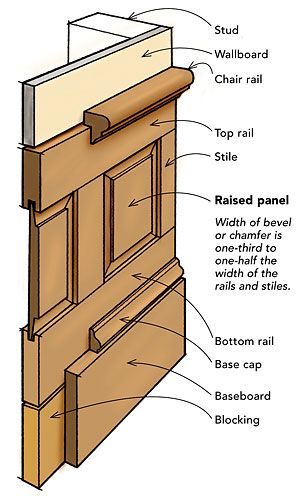 Stud
Wallboard
Chair rail
Top rail
Stile
Raised panel
Width of bevel
or chamfer is
one-third to
one-half the
width of the
rails and stiles.
Bottom rail
Base cap
Baseboard
Blocking